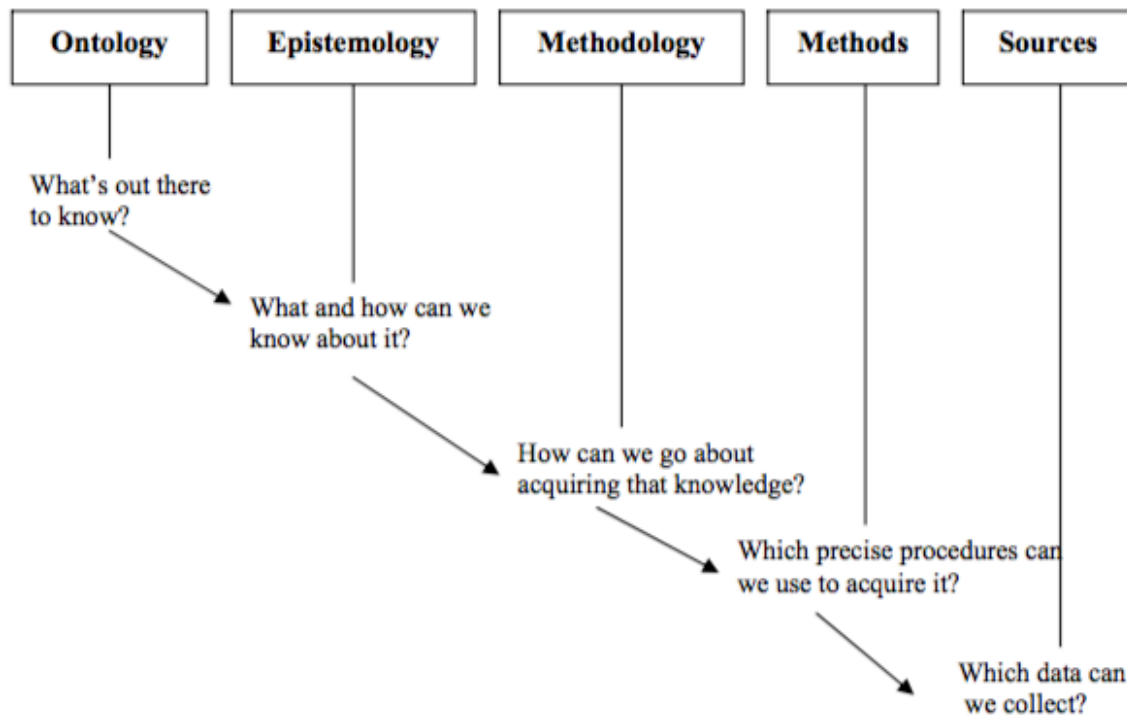 Ontology
Epistemology
Methodology
Methods
Sources
What's out there
to know?
What and how can we
know about it?
How can we go about
acquiring that knowledge?
Which precise procedures can
we use to acquire it?
Which data can
we collect?